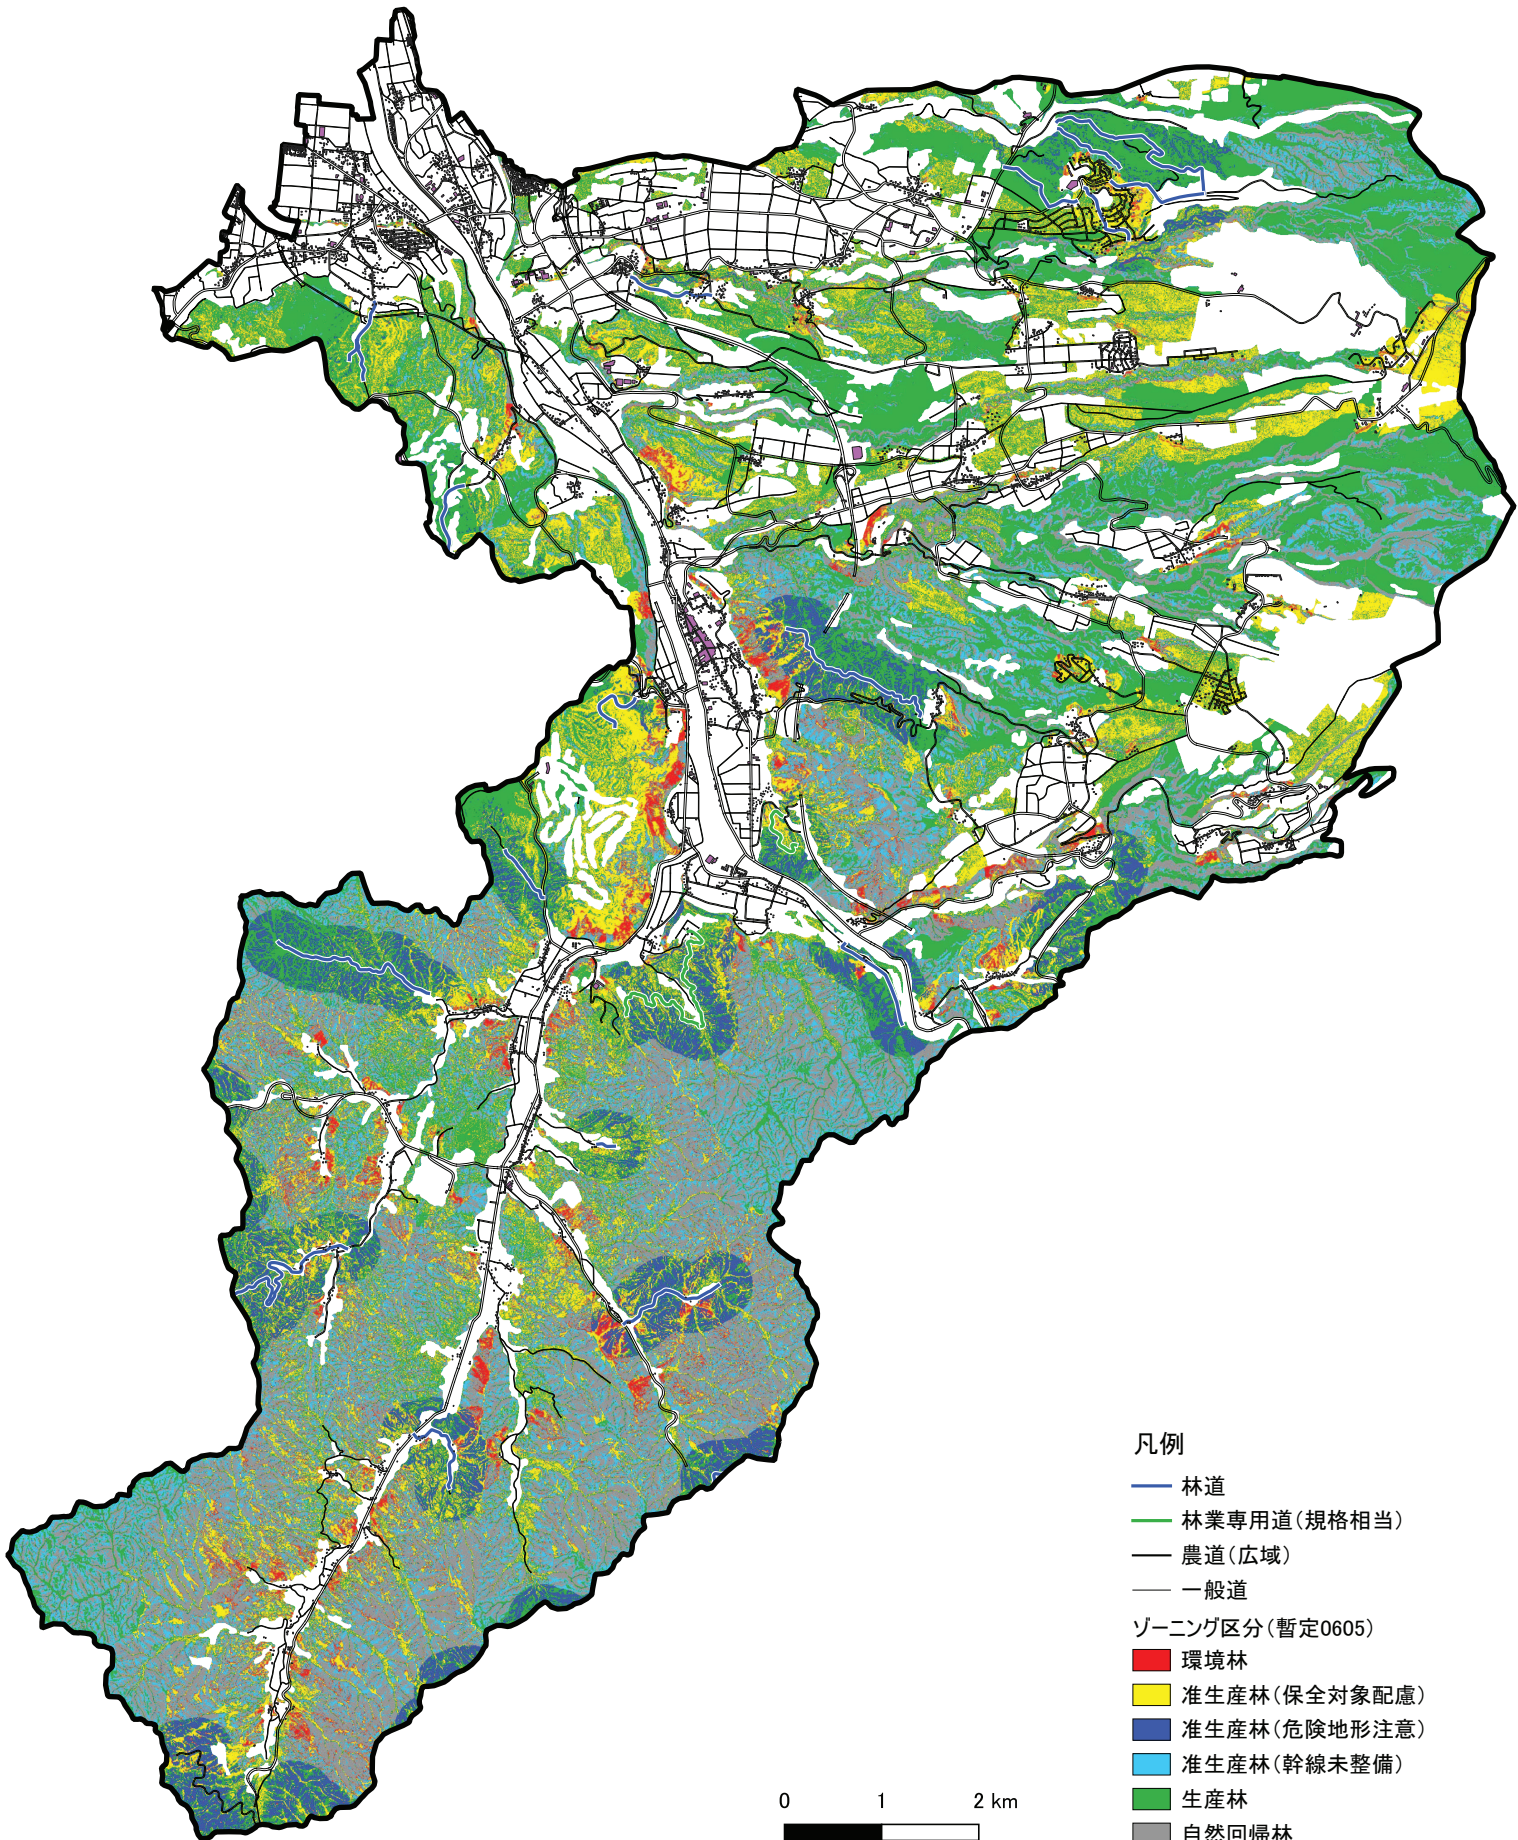 凡例
林道
林業専用道(規格相当)
農道(広域)
一般道
ゾーニング区分(暫定0605)
環境林
准生産林(保全対象配慮)
准生産林(危険地形注意)
准生産林(幹線未整備)
生産林
自然回帰林
0 1 2 km